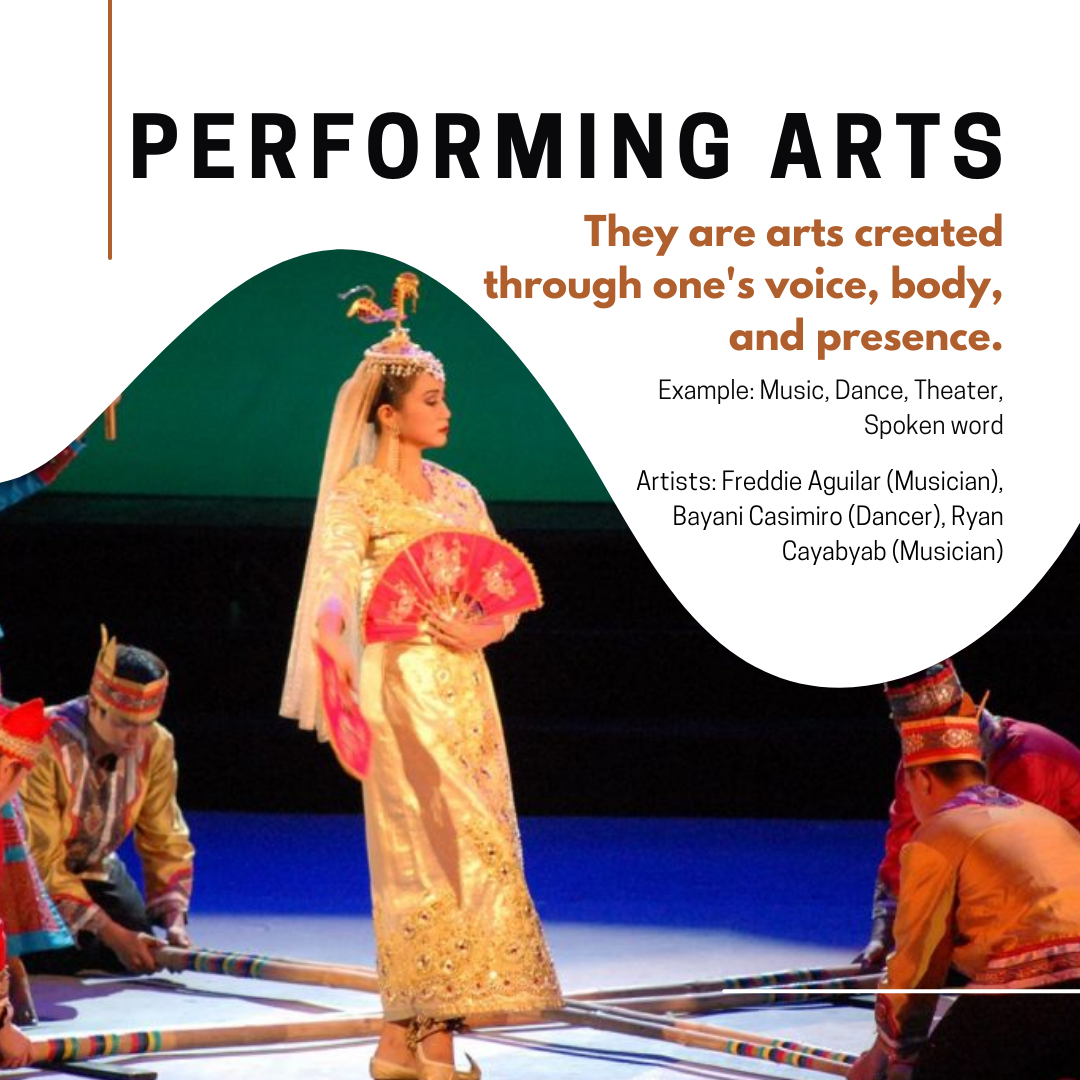 PERFORMING ARTS
They are arts created
through one's voice, body,
and presence.
Example: Music, Dance, Theater,
Spoken word
Artists: Freddie Aguilar (Musician),
Bayani Casimiro (Dancer), Ryan
Cayabyab (Musician)